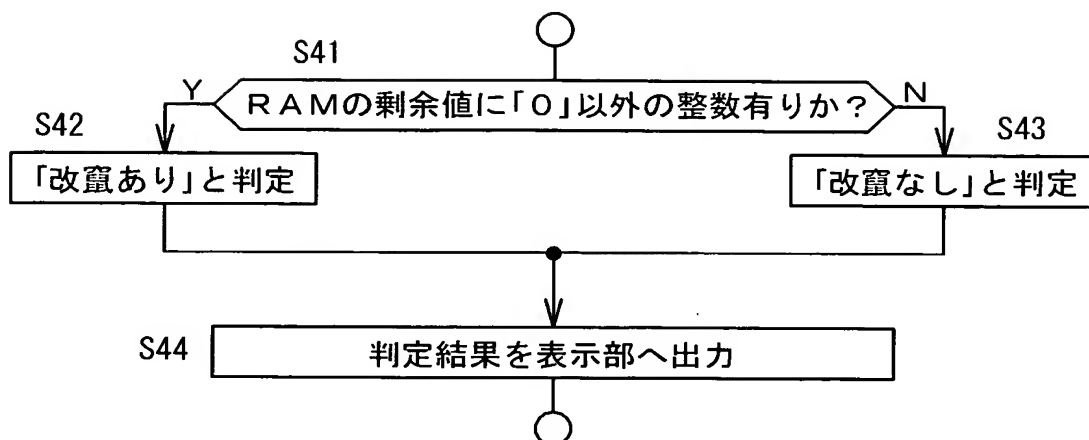 S41
Y
RAMの剰余値に「0」以外の整数有りか?
N
S42
S43
「改竄あり」と判定
「改竄なし」と判定
S44
判定結果を表示部へ出力